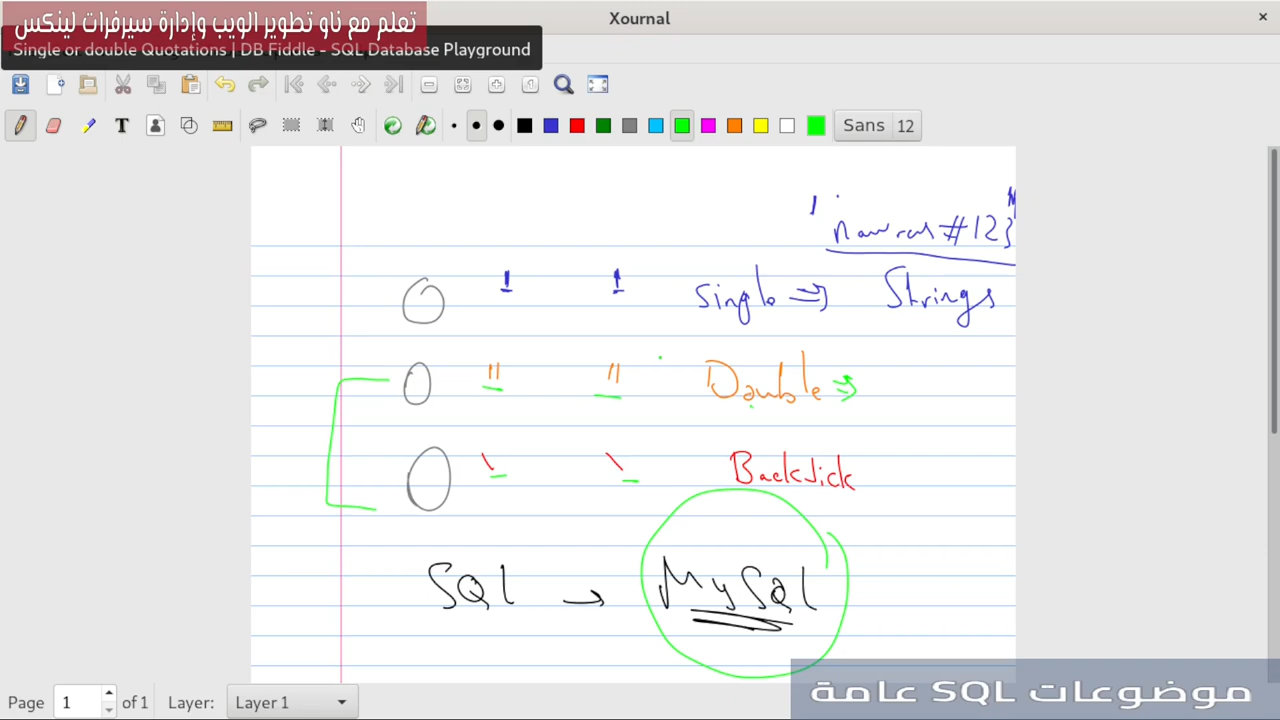 Xournal
تعلم مع ناو تطوير الويب وإدارة سيرفرات لينكس
Single or double Quotations | DB Fiddle - SQL Database Playground
Sans 12
#123
' ' Single ⇒ Strings
" " Double ⇒
` ` Backtick
SQL → MySQL
موضوعات SQL عامة
Page 1 of 1 Layer: Layer 1